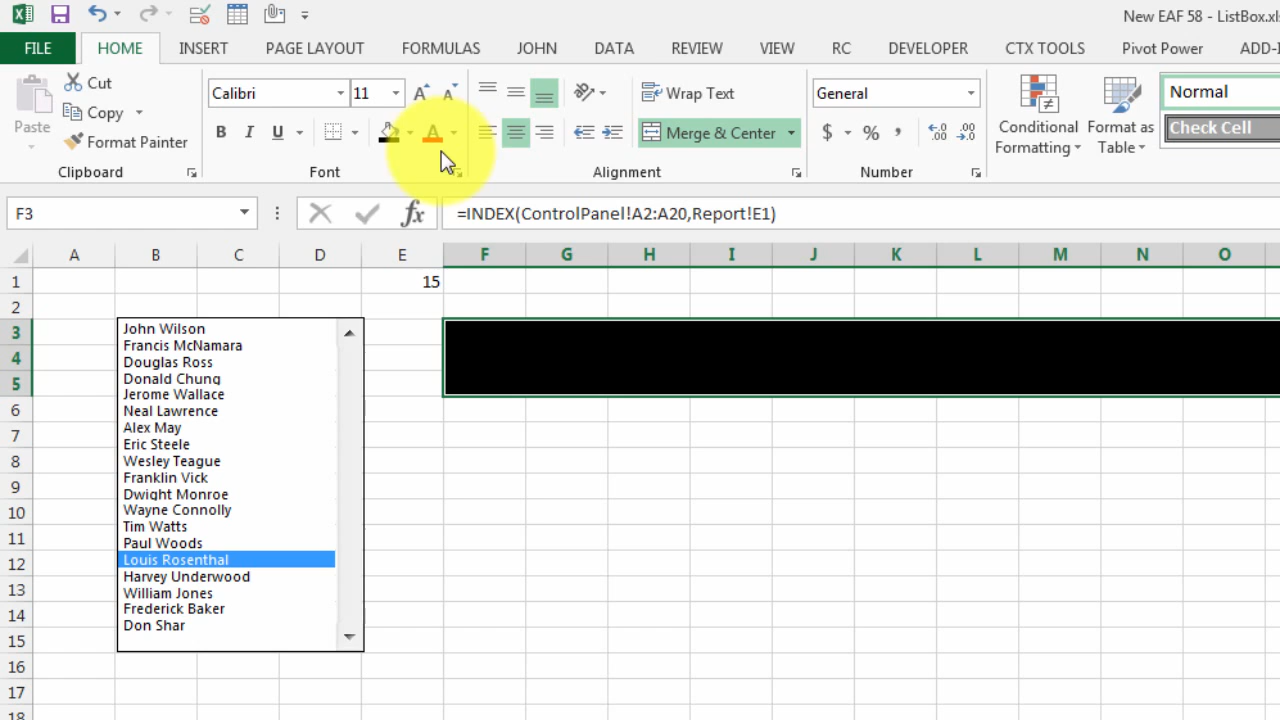 New EAF 58 - ListBox.xls
FILE HOME INSERT PAGE LAYOUT FORMULAS JOHN DATA REVIEW VIEW RC DEVELOPER CTX TOOLS Pivot Power ADD-I
Cut
Copy
Format Painter
Paste
Clipboard
Calibri 11
B I U
Font
Wrap Text
Merge & Center
Alignment
General
$ % ,
Number
Conditional Formatting
Format as Table
Normal
Check Cell
F3 fx =INDEX(ControlPanel!A2:A20,Report!E1)
A B C D E F G H I J K L M N O
1 15
2
3
4
5
6
7
8
9
10
11
12
13
14
15
16
17
18
John Wilson
Francis McNamara
Douglas Ross
Donald Chung
Jerome Wallace
Neal Lawrence
Alex May
Eric Steele
Wesley Teague
Franklin Vick
Dwight Monroe
Wayne Connolly
Tim Watts
Paul Woods
Louis Rosenthal
Harvey Underwood
William Jones
Frederick Baker
Don Shar